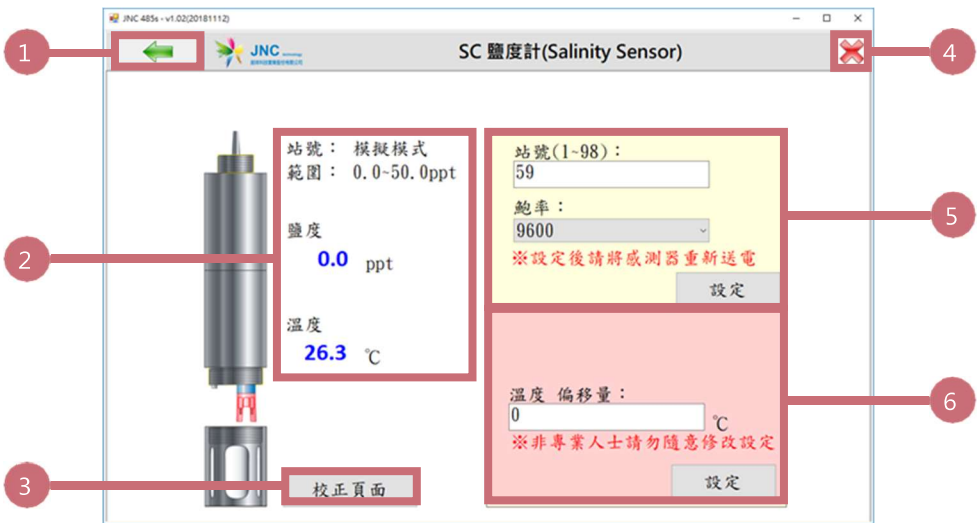 JNC 485s - v1.02(20181112)
1
JNC
SC 鹽度計(Salinity Sensor)
4
站號： 模擬模式
範圍： 0.0~50.0ppt
鹽度
0.0 ppt
溫度
26.3 ℃
2
站號(1~98)：
59
鮑率：
9600
※設定後請將感測器重新送電
設定
5
溫度 偏移量：
0 ℃
※非專業人士請勿隨意修改設定
設定
6
3
校正頁面